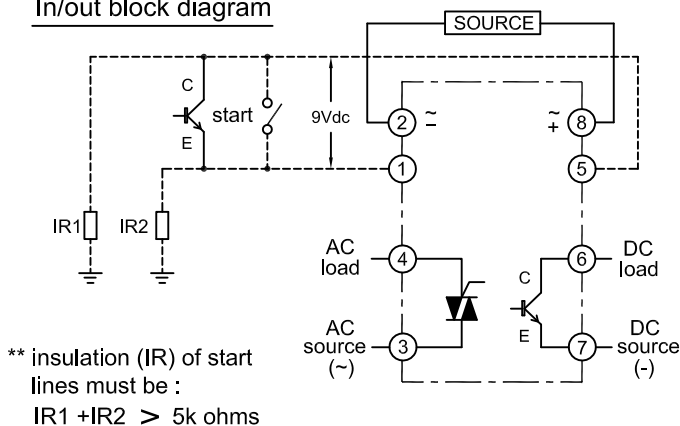 In/out block diagram
SOURCE
C
E
start
9Vdc
2
~
–
~
+
8
1
5
IR1
IR2
AC
load
4
6
DC
load
C
E
AC
source
(~)
3
7
DC
source
(-)
** insulation (IR) of start
lines must be :
IR1 +IR2 > 5k ohms